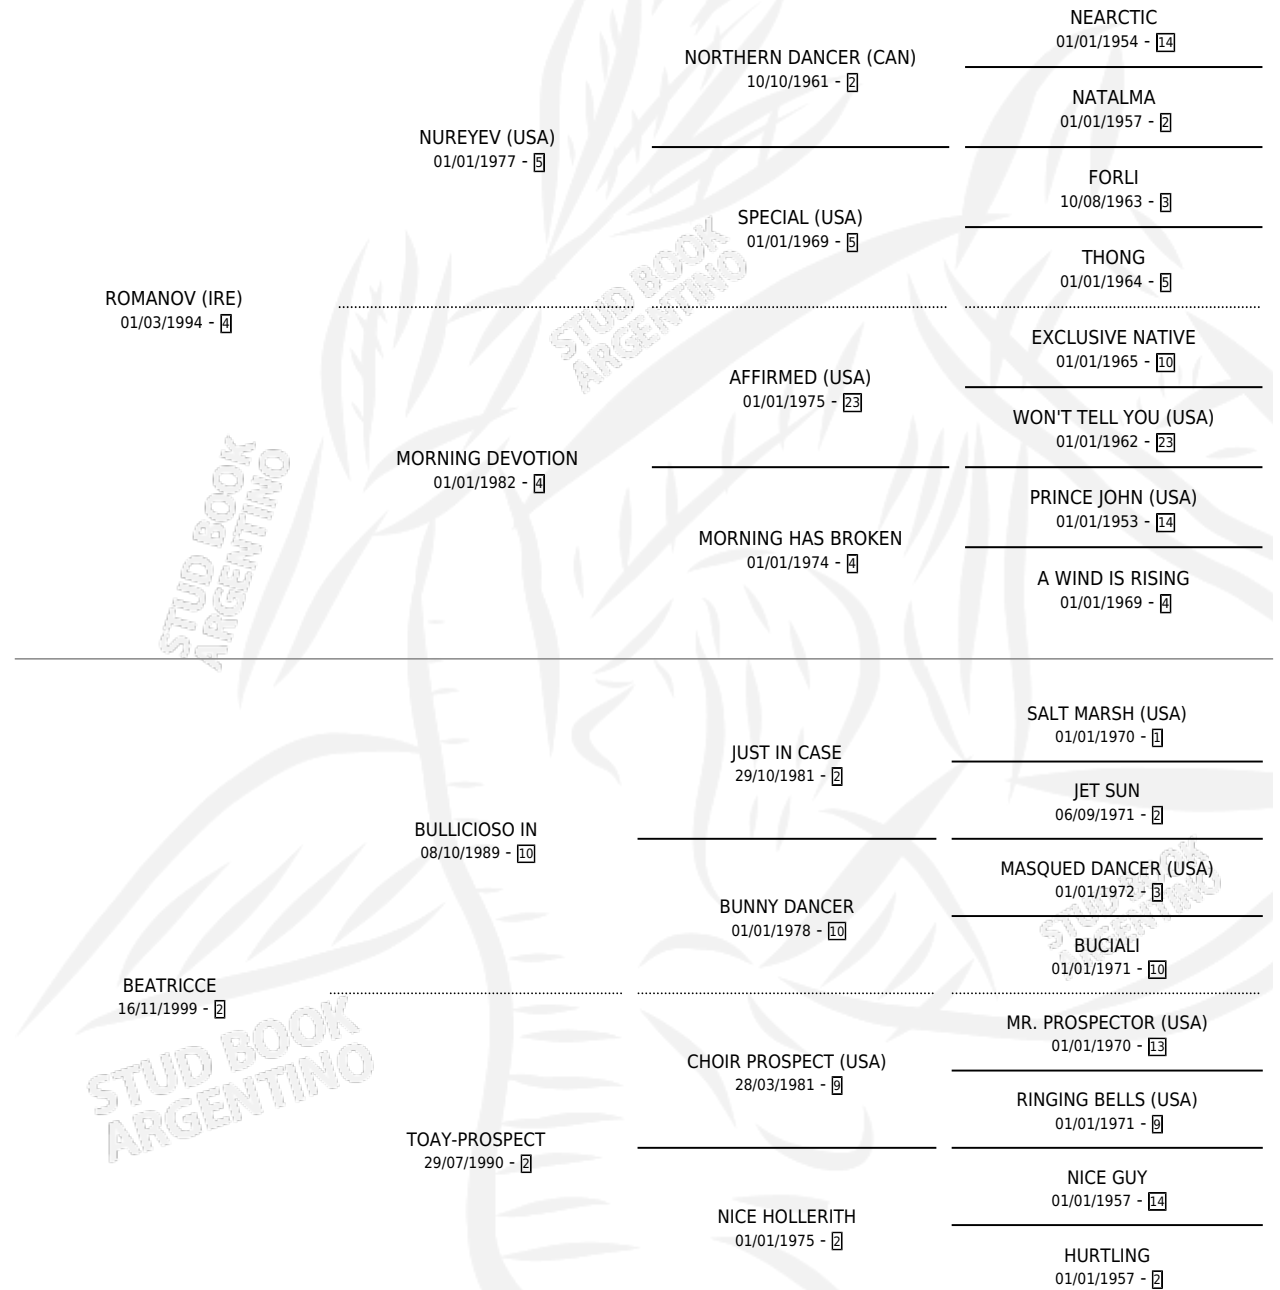 NEARCTIC
01/01/1954 - 14
NORTHERN DANCER (CAN)
10/10/1961 - 2
NATALMA
01/01/1957 - 2
NUREYEV (USA)
01/01/1977 - 5
FORLI
10/08/1963 - 3
SPECIAL (USA)
01/01/1969 - 5
THONG
01/01/1964 - 5
ROMANOV (IRE)
01/03/1994 - 4
STUD BOOK
ARGENTINO
EXCLUSIVE NATIVE
01/01/1965 - 10
AFFIRMED (USA)
01/01/1975 - 23
WON'T TELL YOU (USA)
01/01/1962 - 23
MORNING DEVOTION
01/01/1982 - 4
PRINCE JOHN (USA)
01/01/1953 - 14
MORNING HAS BROKEN
01/01/1974 - 4
A WIND IS RISING
01/01/1969 - 4
STUD BOOK
ARGENTINO
SALT MARSH (USA)
01/01/1970 - 1
JUST IN CASE
29/10/1981 - 2
JET SUN
06/09/1971 - 2
BULLICIOSO IN
08/10/1989 - 10
MASQUED DANCER (USA)
01/01/1972 - 3
BUNNY DANCER
01/01/1978 - 10
BUCIALI
01/01/1971 - 10
STUD BOOK
ARGENTINO
BEATRICCE
16/11/1999 - 2
STUD BOOK
ARGENTINO
MR. PROSPECTOR (USA)
01/01/1970 - 13
CHOIR PROSPECT (USA)
28/03/1981 - 9
RINGING BELLS (USA)
01/01/1971 - 9
TOAY-PROSPECT
29/07/1990 - 2
NICE GUY
01/01/1957 - 14
NICE HOLLERITH
01/01/1975 - 2
HURTLING
01/01/1957 - 2